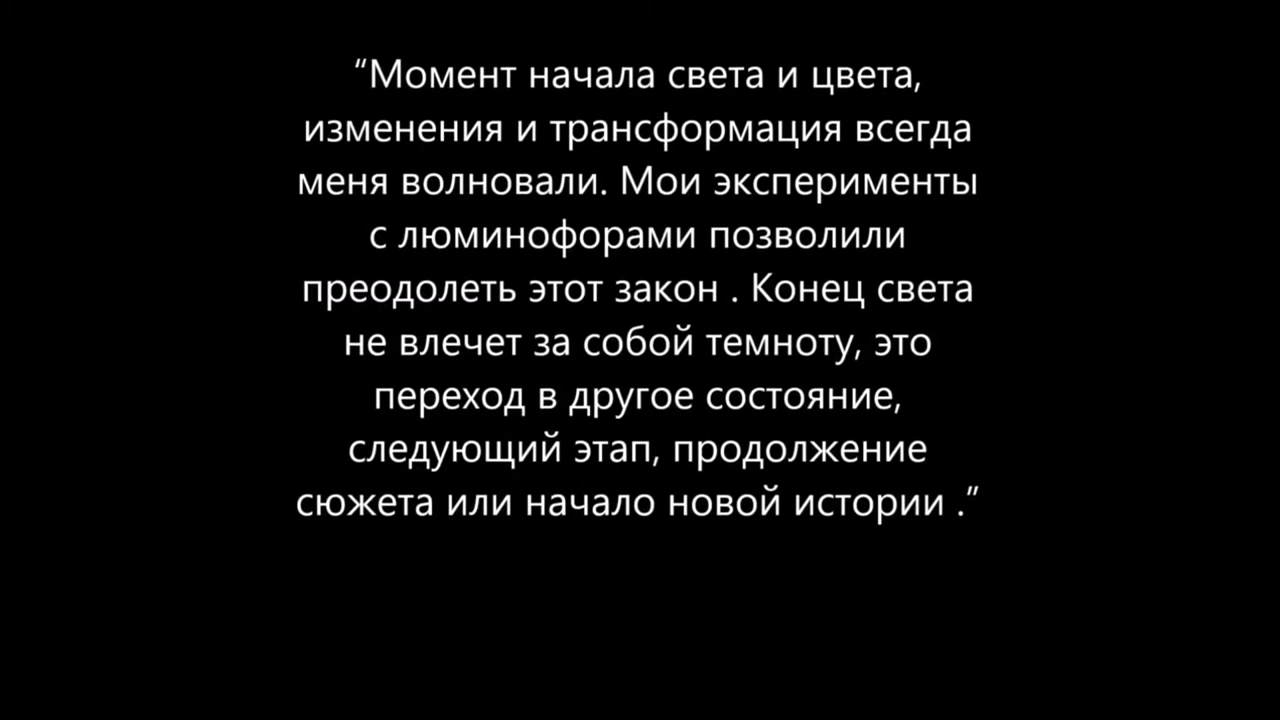 “Момент начала света и цвета,
изменения и трансформация всегда
меня волновали. Мои эксперименты
с люминофорами позволили
преодолеть этот закон . Конец света
не влечет за собой темноту, это
переход в другое состояние,
следующий этап, продолжение
сюжета или начало новой истории .”